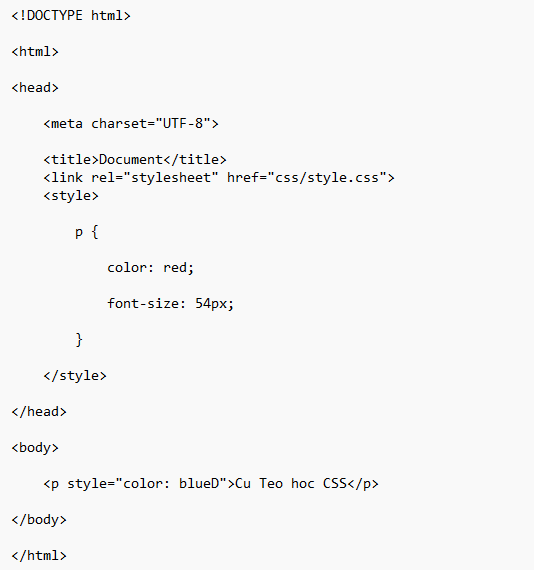 <!DOCTYPE html>
<html>
<head>
    <meta charset="UTF-8">
    <title>Document</title>
    <link rel="stylesheet" href="css/style.css">
    <style>
        p {
            color: red;
            font-size: 54px;
        }
    </style>
</head>
<body>
    <p style="color: blueD">Cu Teo hoc CSS</p>
</body>
</html>